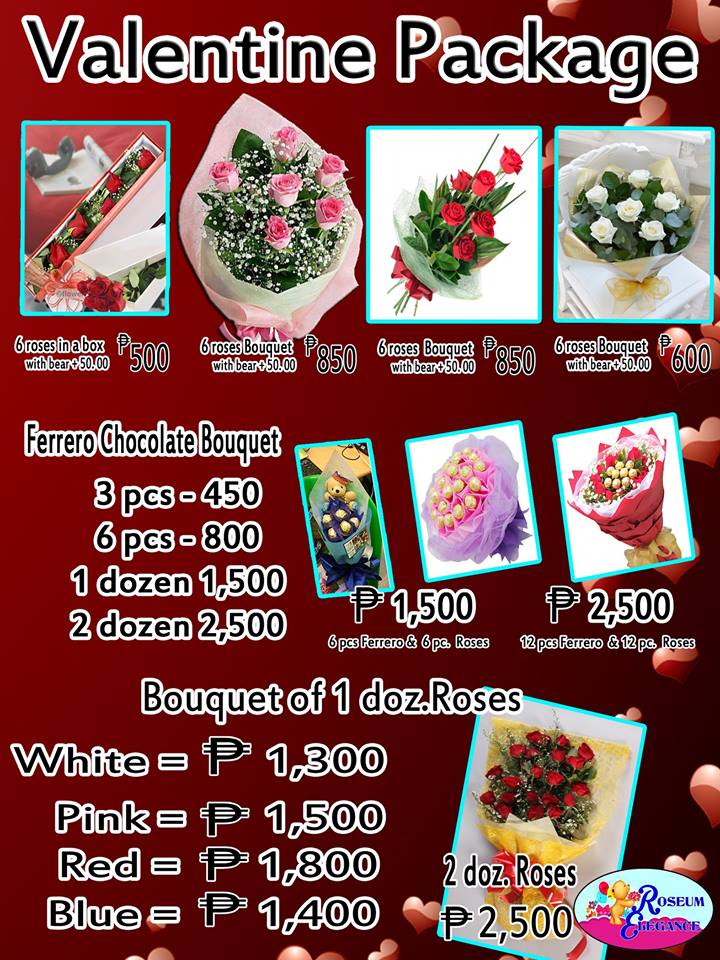 Valentine Package
6 roses in a box ₱500
with bear + 50.00
6 roses Bouquet ₱850
with bear + 50.00
6 roses Bouquet ₱850
with bear + 50.00
6 roses Bouquet ₱600
with bear + 50.00
Ferrero Chocolate Bouquet
3 pcs - 450
6 pcs - 800
1 dozen 1,500
2 dozen 2,500
₱ 1,500
6 pcs Ferrero & 6 pc. Roses
₱ 2,500
12 pcs Ferrero & 12 pc. Roses
Bouquet of 1 doz.Roses
White = ₱ 1,300
Pink = ₱ 1,500
Red = ₱ 1,800
Blue = ₱ 1,400
2 doz. Roses
₱ 2,500
ROSEUM
ELEGANCE